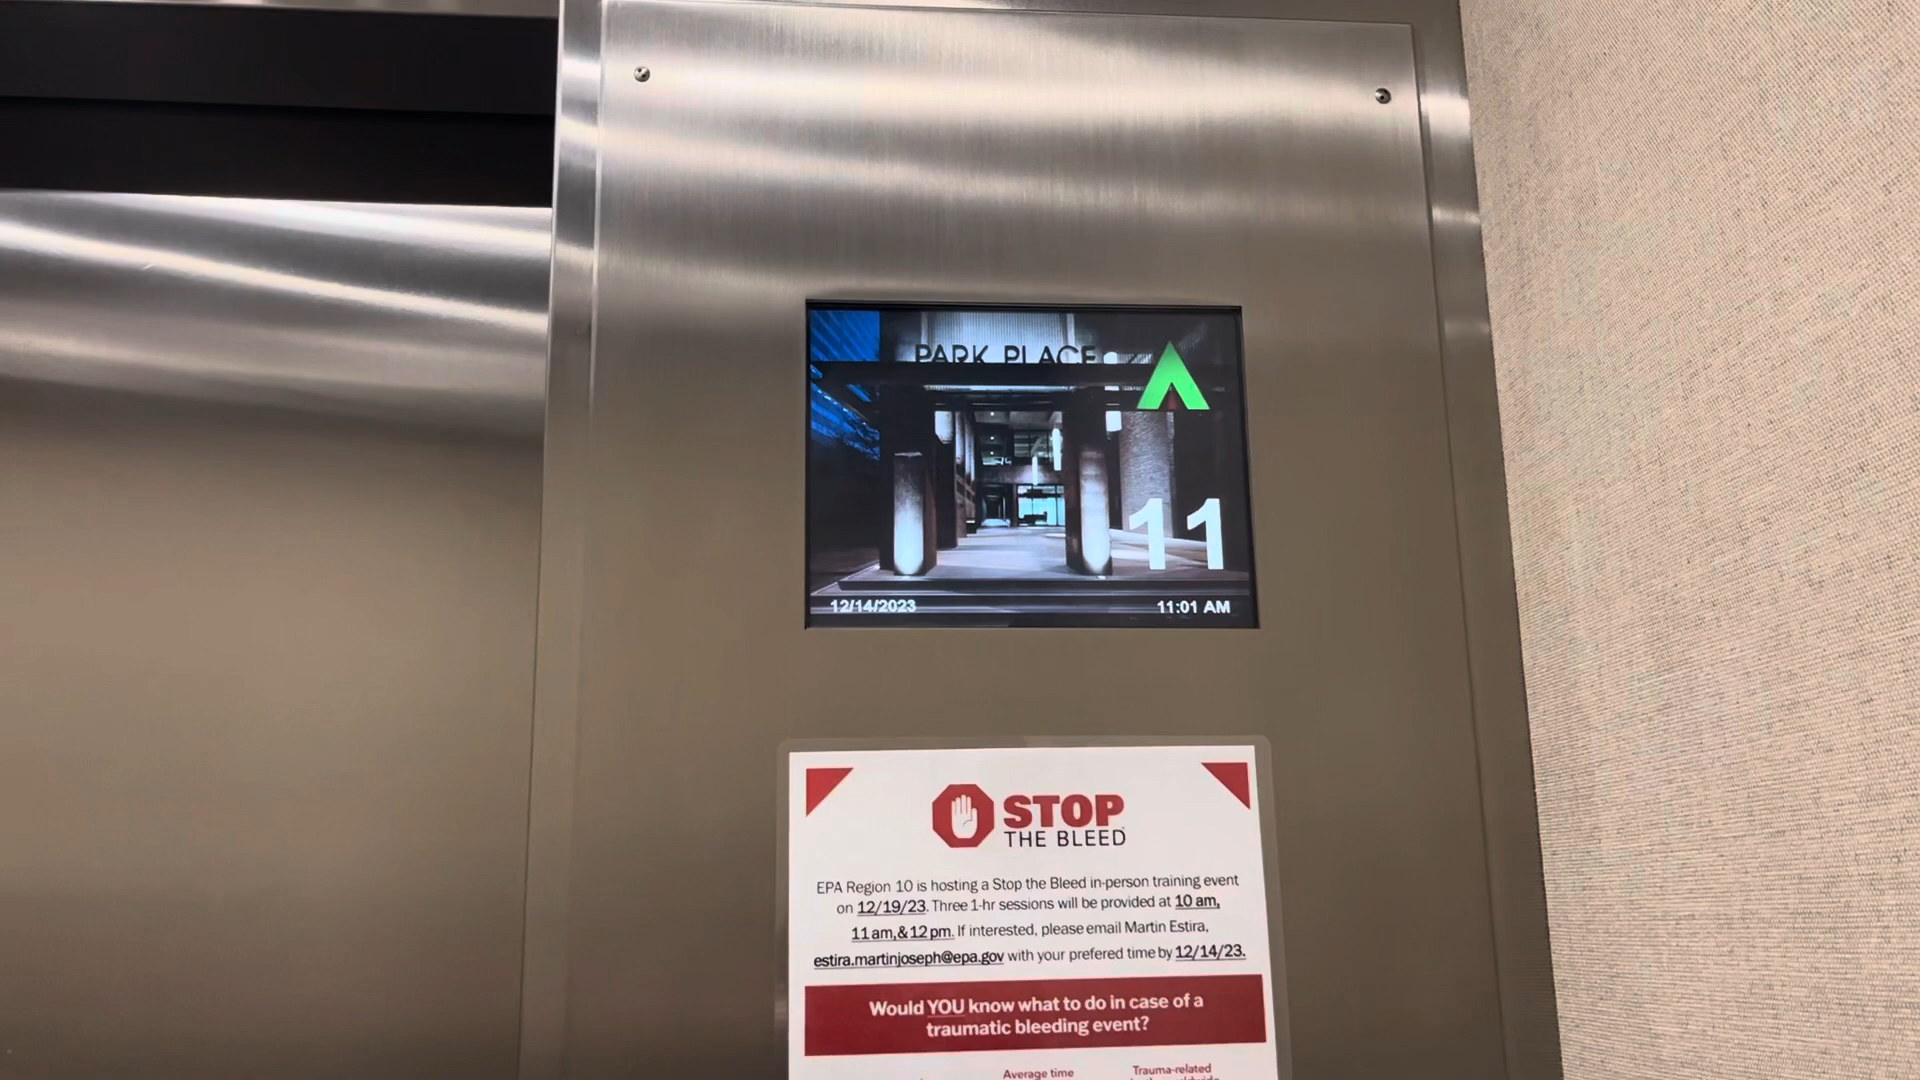 PARK PLACE
11
12/14/2023
11:01 AM
STOP
THE BLEED
EPA Region 10 is hosting a Stop the Bleed in-person training event
on 12/19/23. Three 1-hr sessions will be provided at 10 am,
11 am,& 12 pm. If interested, please email Martin Estira,
estira.martinjoseph@epa.gov with your prefered time by 12/14/23.
Would YOU know what to do in case of a
traumatic bleeding event?
Average time
Trauma-related